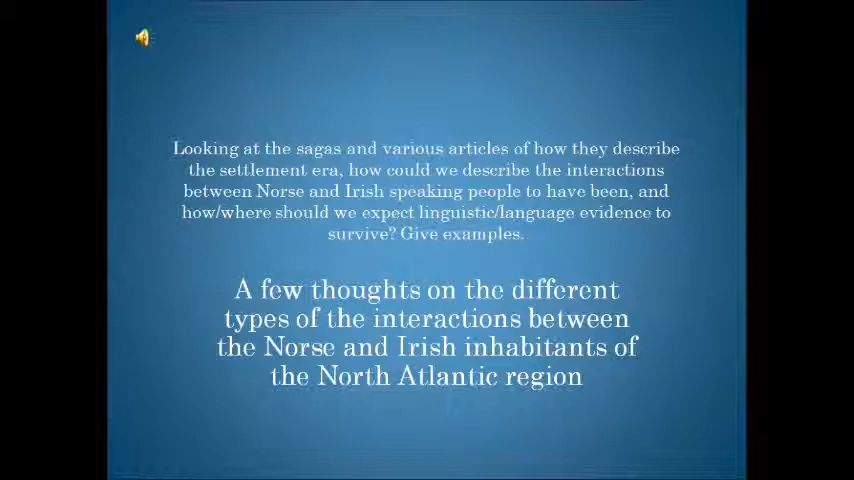 Looking at the sagas and various articles of how they describe
the settlement era, how could we describe the interactions
between Norse and Irish speaking people to have been, and
how/where should we expect linguistic/language evidence to
survive? Give examples.
A few thoughts on the different
types of the interactions between
the Norse and Irish inhabitants of
the North Atlantic region